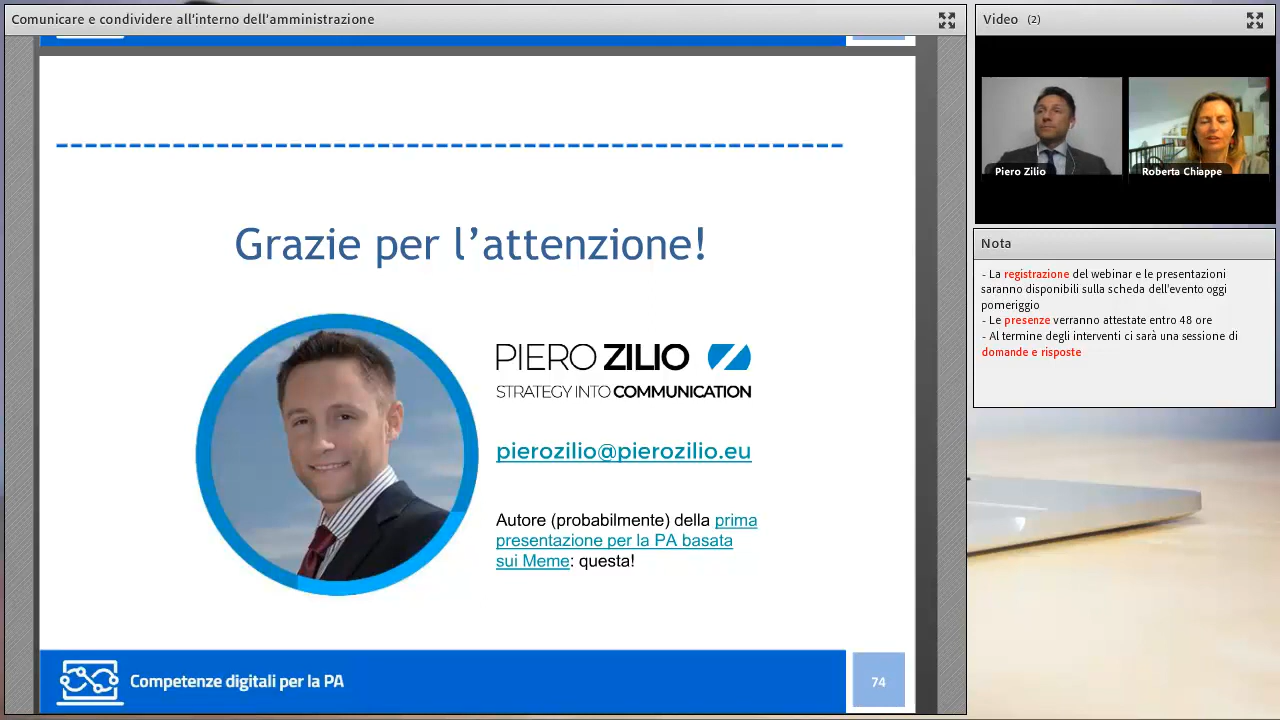 Comunicare e condividere all'interno dell'amministrazione
Grazie per l'attenzione!
PIERO ZILIO
STRATEGY INTO COMMUNICATION
pierozilio@pierozilio.eu
Autore (probabilmente) della prima
presentazione per la PA basata
sui Meme: questa!
Competenze digitali per la PA
74
Video (2)
Piero Zilio
Roberta Chiappe
Nota
- La registrazione del webinar e le presentazioni
saranno disponibili sulla scheda dell'evento oggi
pomeriggio
- Le presenze verranno attestate entro 48 ore
- Al termine degli interventi ci sarà una sessione di
domande e risposte